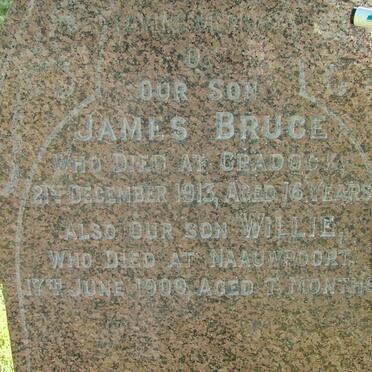 OF
OUR SON
JAMES BRUCE
WHO DIED AT CRADOCK,
21ST DECEMBER 1913, AGED 16 YEARS
ALSO OUR SON WILLIE,
WHO DIED AT NAAUWPOORT,
17TH JUNE 1909, AGED 7 MONTHS